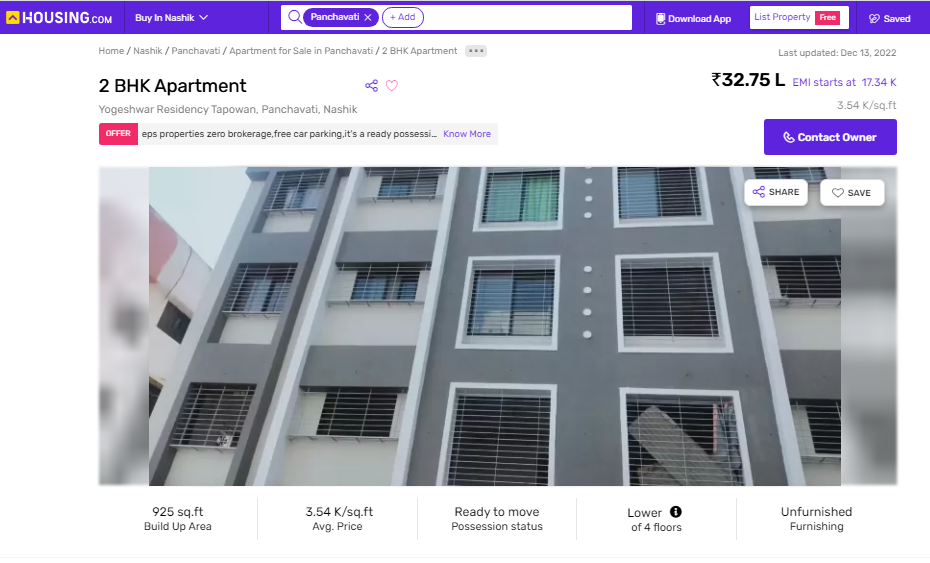 HOUSING.COM
Buy In Nashik
Panchavati
+ Add
Download App
List Property Free
Saved
Home / Nashik / Panchavati / Apartment for Sale in Panchavati / 2 BHK Apartment
Last updated: Dec 13, 2022
2 BHK Apartment
₹32.75 L EMI starts at 17.34 K
Yogeshwar Residency Tapowan, Panchavati, Nashik
3.54 K/sq.ft
OFFER eps properties zero brokerage,free car parking,it's a ready possessi... Know More
Contact Owner
SHARE
SAVE
925 sq.ft
Build Up Area
3.54 K/sq.ft
Avg. Price
Ready to move
Possession status
Lower
of 4 floors
Unfurnished
Furnishing